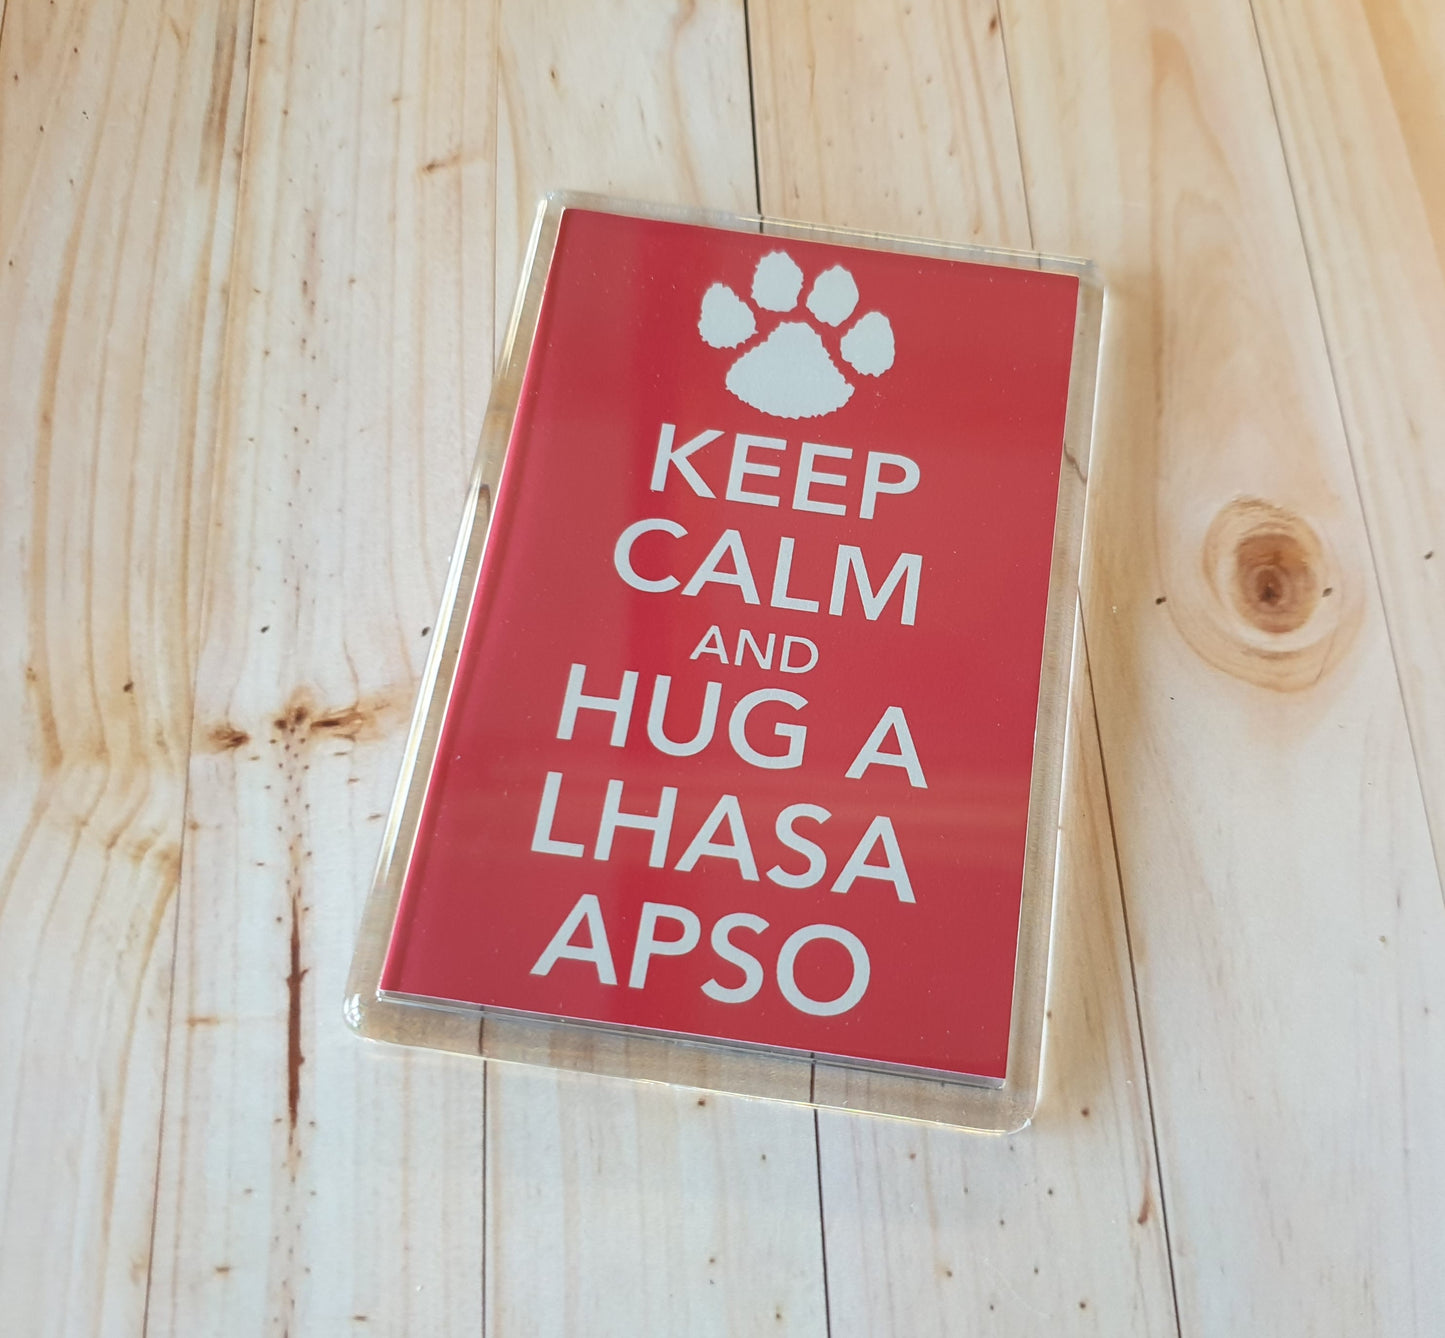 KEEP
CALM
AND
HUG A
LHASA
APSO